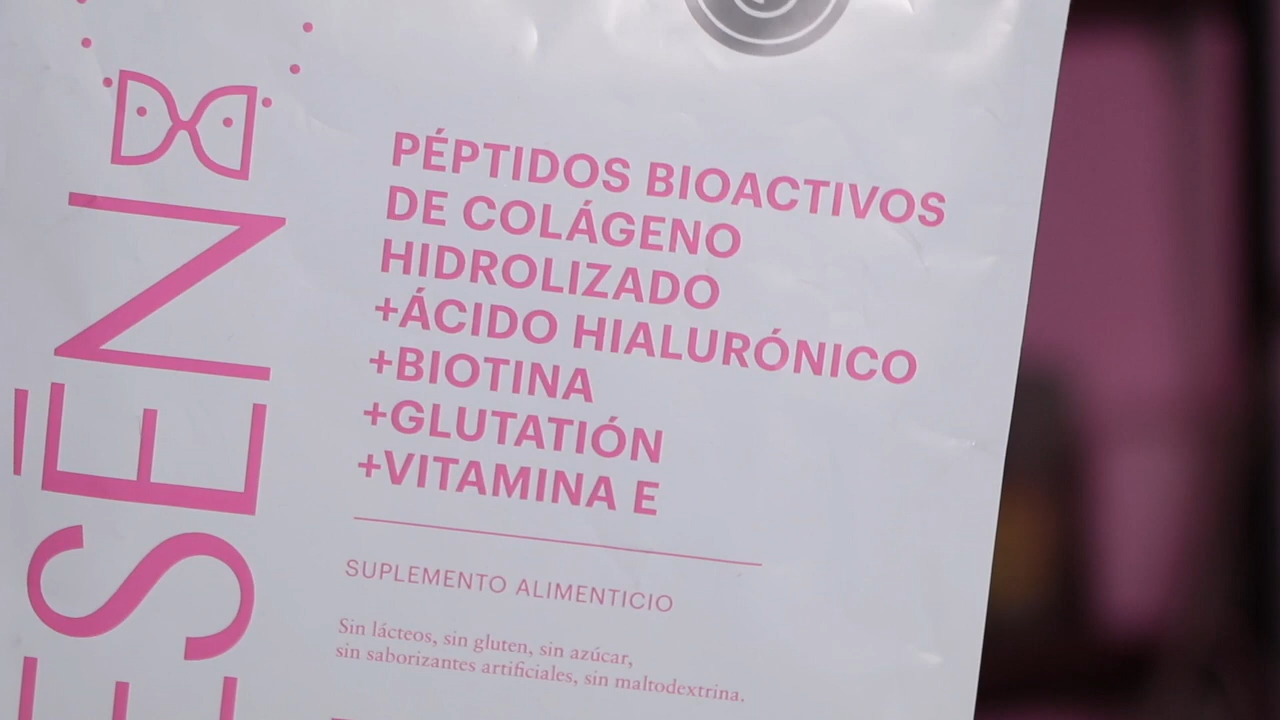 PÉPTIDOS BIOACTIVOS
DE COLÁGENO
HIDROLIZADO
+ÁCIDO HIALURÓNICO
+BIOTINA
+GLUTATIÓN
+VITAMINA E
SUPLEMENTO ALIMENTICIO
Sin lácteos, sin gluten, sin azúcar,
sin saborizantes artificiales, sin maltodextrina.